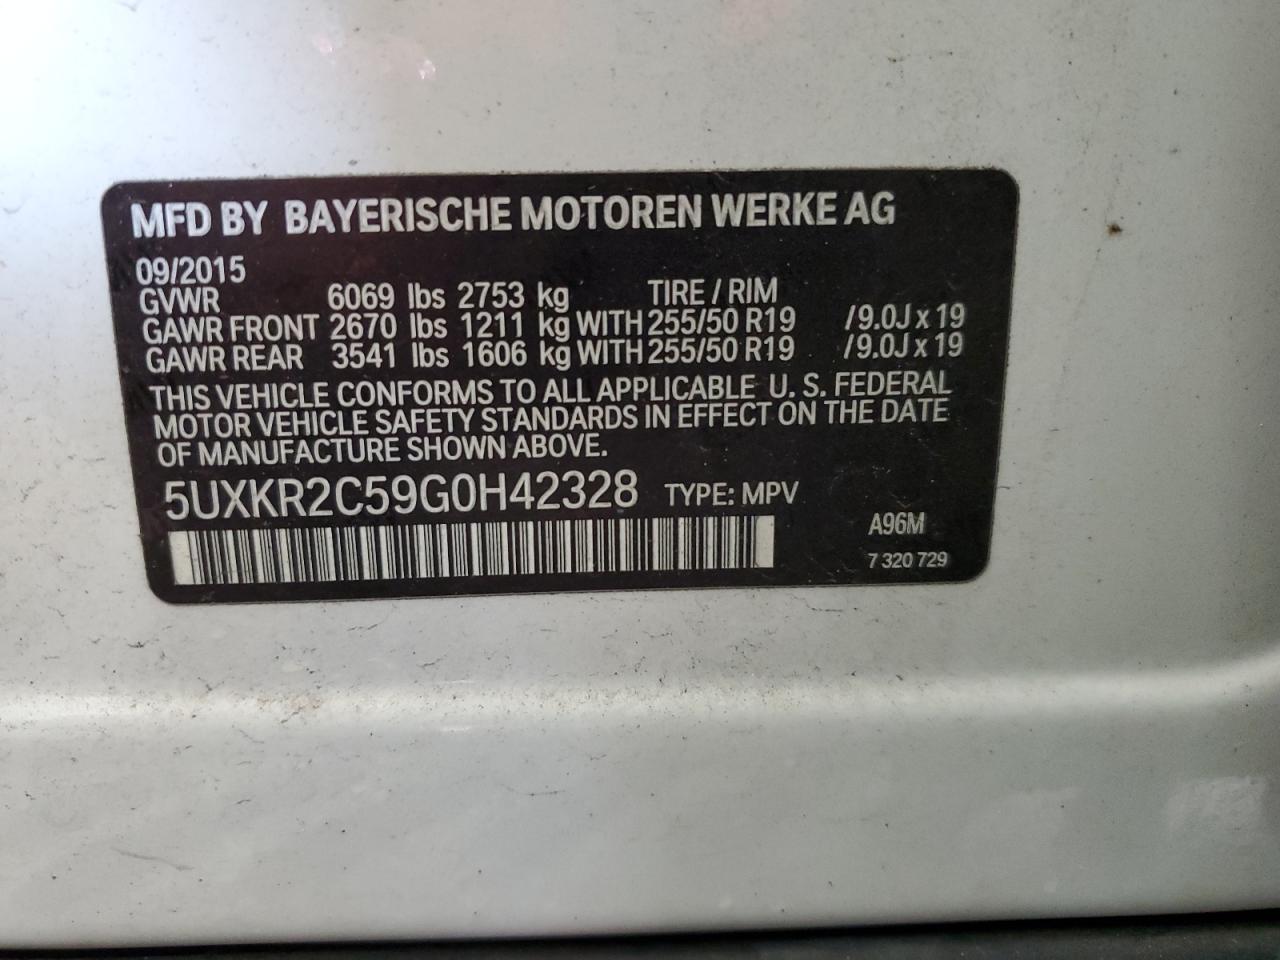 MFD BY BAYERISCHE MOTOREN WERKE AG
09/2015
GVWR 6069 lbs 2753 kg TIRE / RIM
GAWR FRONT 2670 lbs 1211 kg WITH 255/50 R19 /9.0J x 19
GAWR REAR 3541 lbs 1606 kg WITH 255/50 R19 /9.0J x 19
THIS VEHICLE CONFORMS TO ALL APPLICABLE U. S. FEDERAL
MOTOR VEHICLE SAFETY STANDARDS IN EFFECT ON THE DATE
OF MANUFACTURE SHOWN ABOVE.
5UXKR2C59G0H42328 TYPE: MPV
A96M
7 320 729